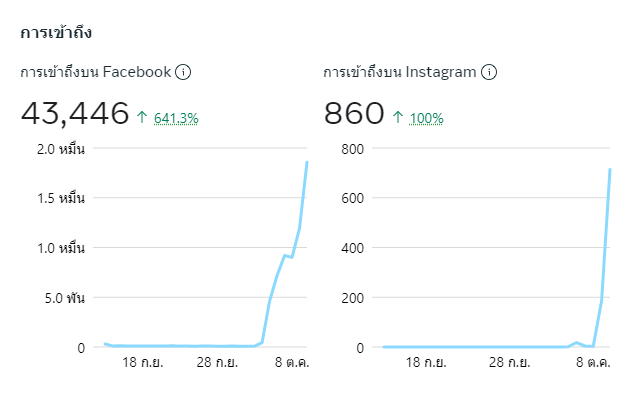 การเข้าถึง
การเข้าถึงบน Facebook
43,446 ↑ 641.3%
2.0 หมื่น
1.5 หมื่น
1.0 หมื่น
5.0 พัน
0
18 ก.ย. 28 ก.ย. 8 ต.ค.
การเข้าถึงบน Instagram
860 ↑ 100%
800
600
400
200
0
18 ก.ย. 28 ก.ย. 8 ต.ค.